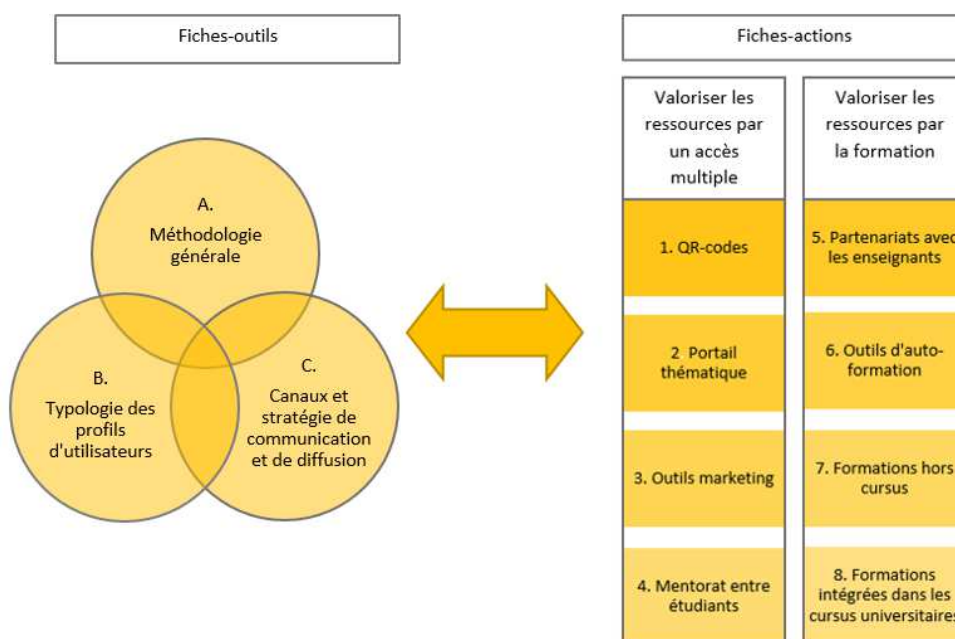 Fiches-outils
A.
Méthodologie
générale
B.
Typologie des
profils
d'utilisateurs
C.
Canaux et
stratégie de
communication
et de diffusion
Fiches-actions
Valoriser les
ressources par
un accès
multiple
1. QR-codes
2 Portail
thématique
3. Outils marketing
4. Mentorat entre
étudiants
Valoriser les
ressources par
la formation
5. Partenariats avec
les enseignants
6. Outils d'auto-
formation
7. Formations hors
cursus
8. Formations
intégrées dans les
cursus universitaires